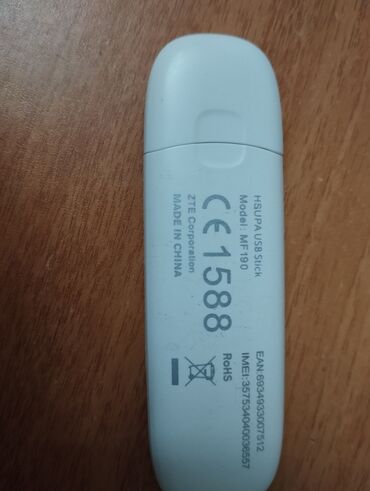 HSUPA USB Stick
Model: MF190
CE1588
ZTE Corporation
MADE IN CHINA
RoHS
EAN:6934933007512
IMEI:357534040036557